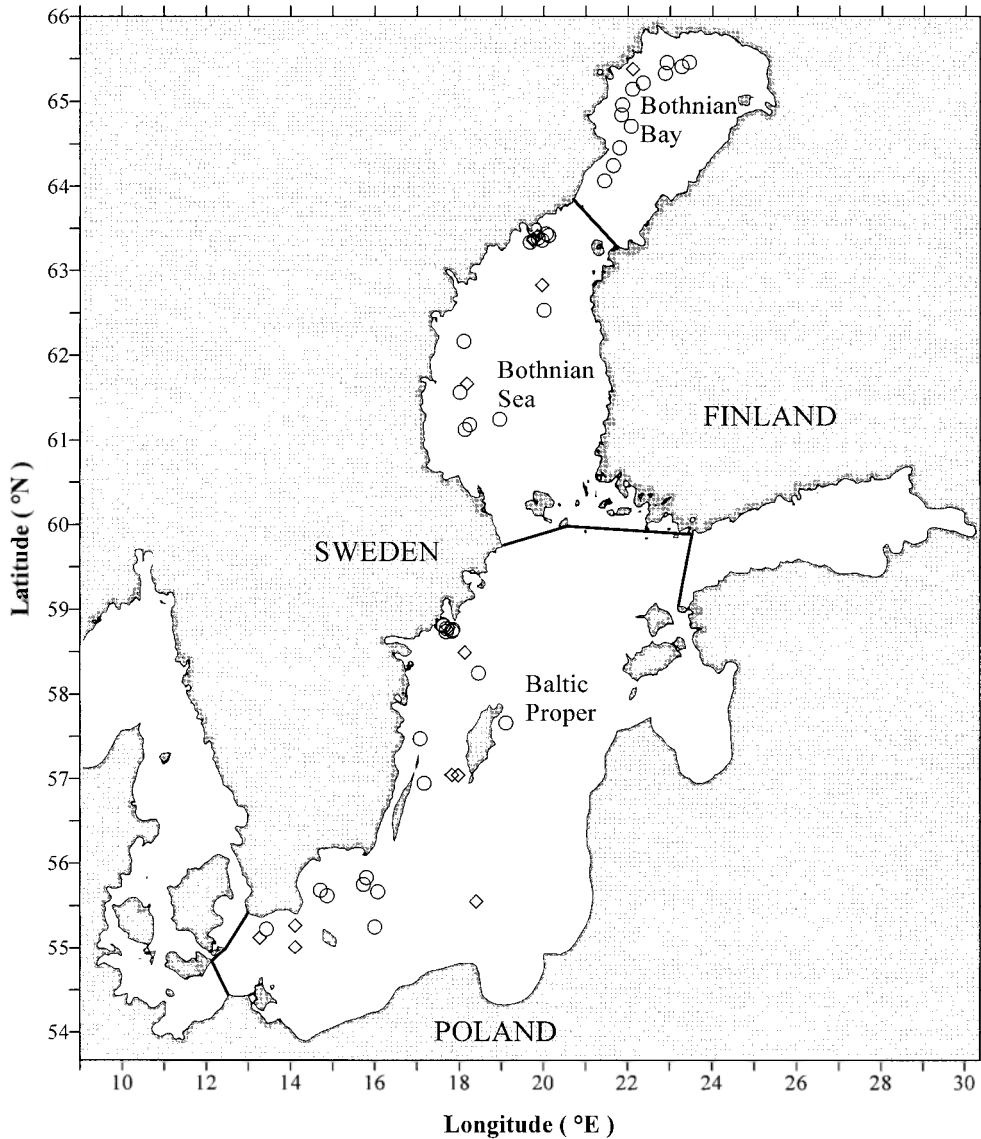 66
65
64
63
62
61
60
59
58
57
56
55
54
Latitude ( °N )
Bothnian
Bay
Bothnian
Sea
FINLAND
SWEDEN
Baltic
Proper
POLAND
10 12 14 16 18 20 22 24 26 28 30
Longitude ( °E )